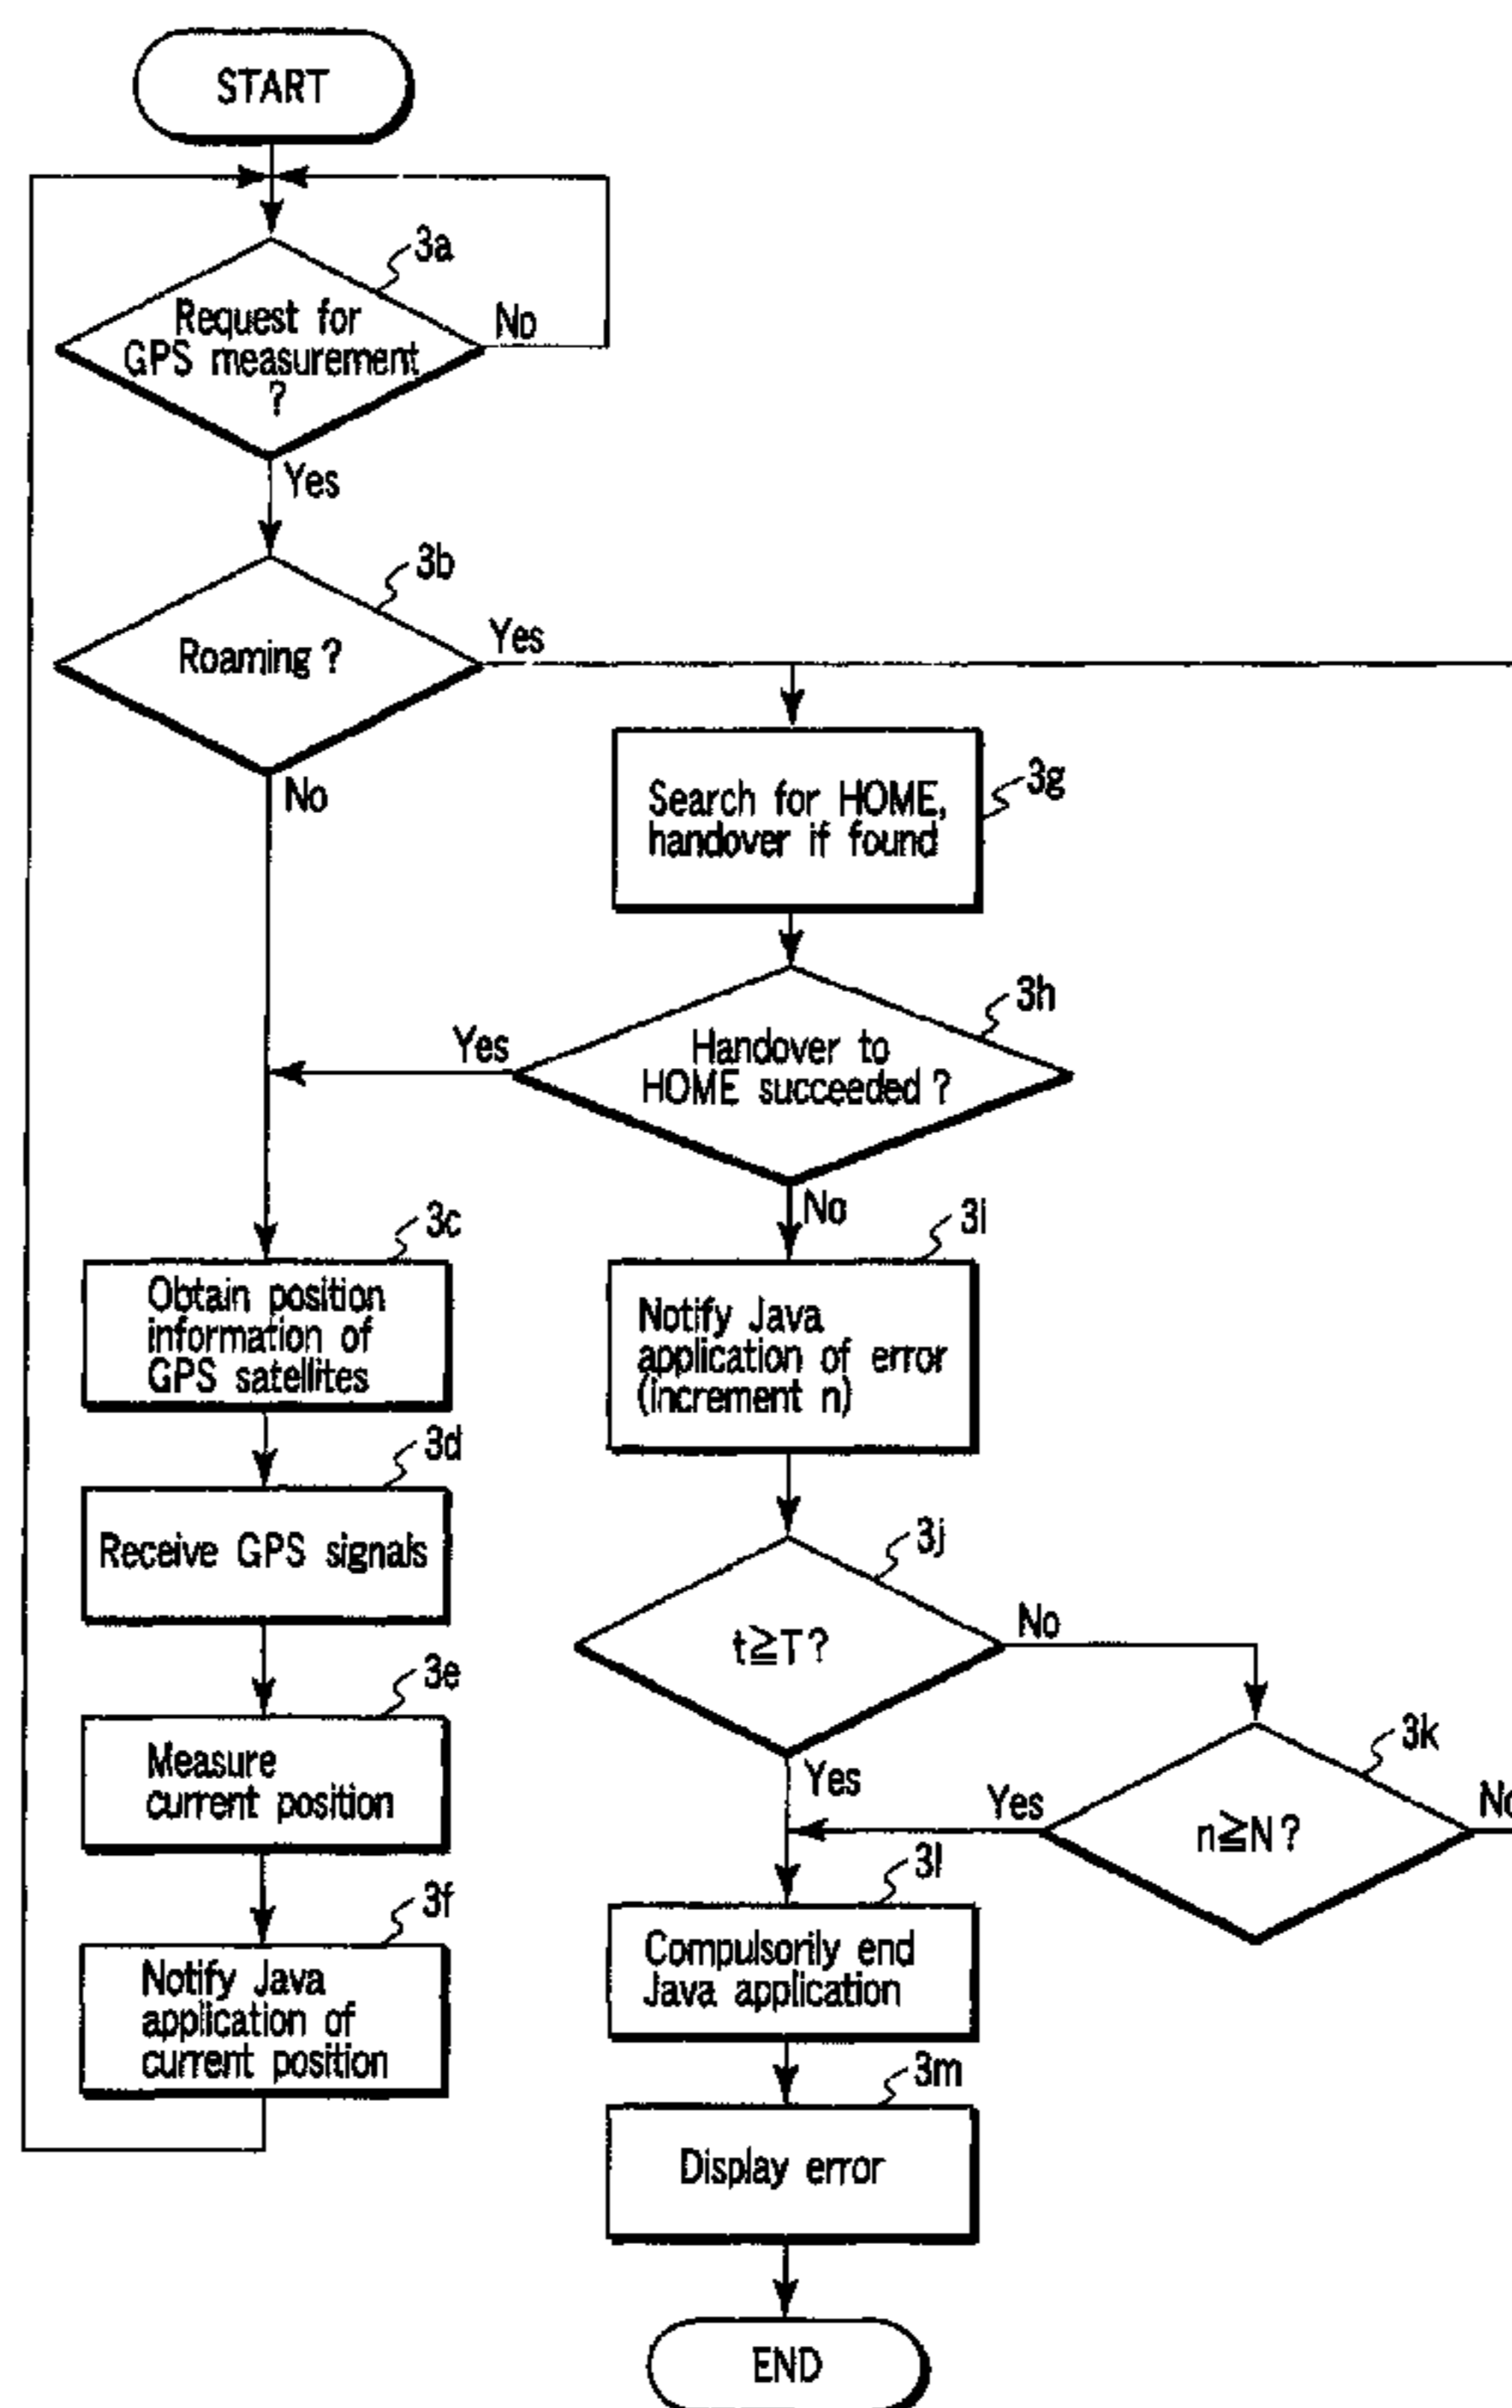 START
3a
Request for
GPS measurement
?
No
Yes
3b
Roaming ?
Yes
No
3g
Search for HOME,
handover if found
3h
Handover to
HOME succeeded ?
Yes
No
3c
Obtain position
information of
GPS satellites
3i
Notify Java
application of error
(increment n)
3d
Receive GPS signals
3j
t≧T ?
No
Yes
3e
Measure
current position
3k
n≧N ?
Yes
No
3l
Compulsorily end
Java application
3f
Notify Java
application of
current position
3m
Display error
END